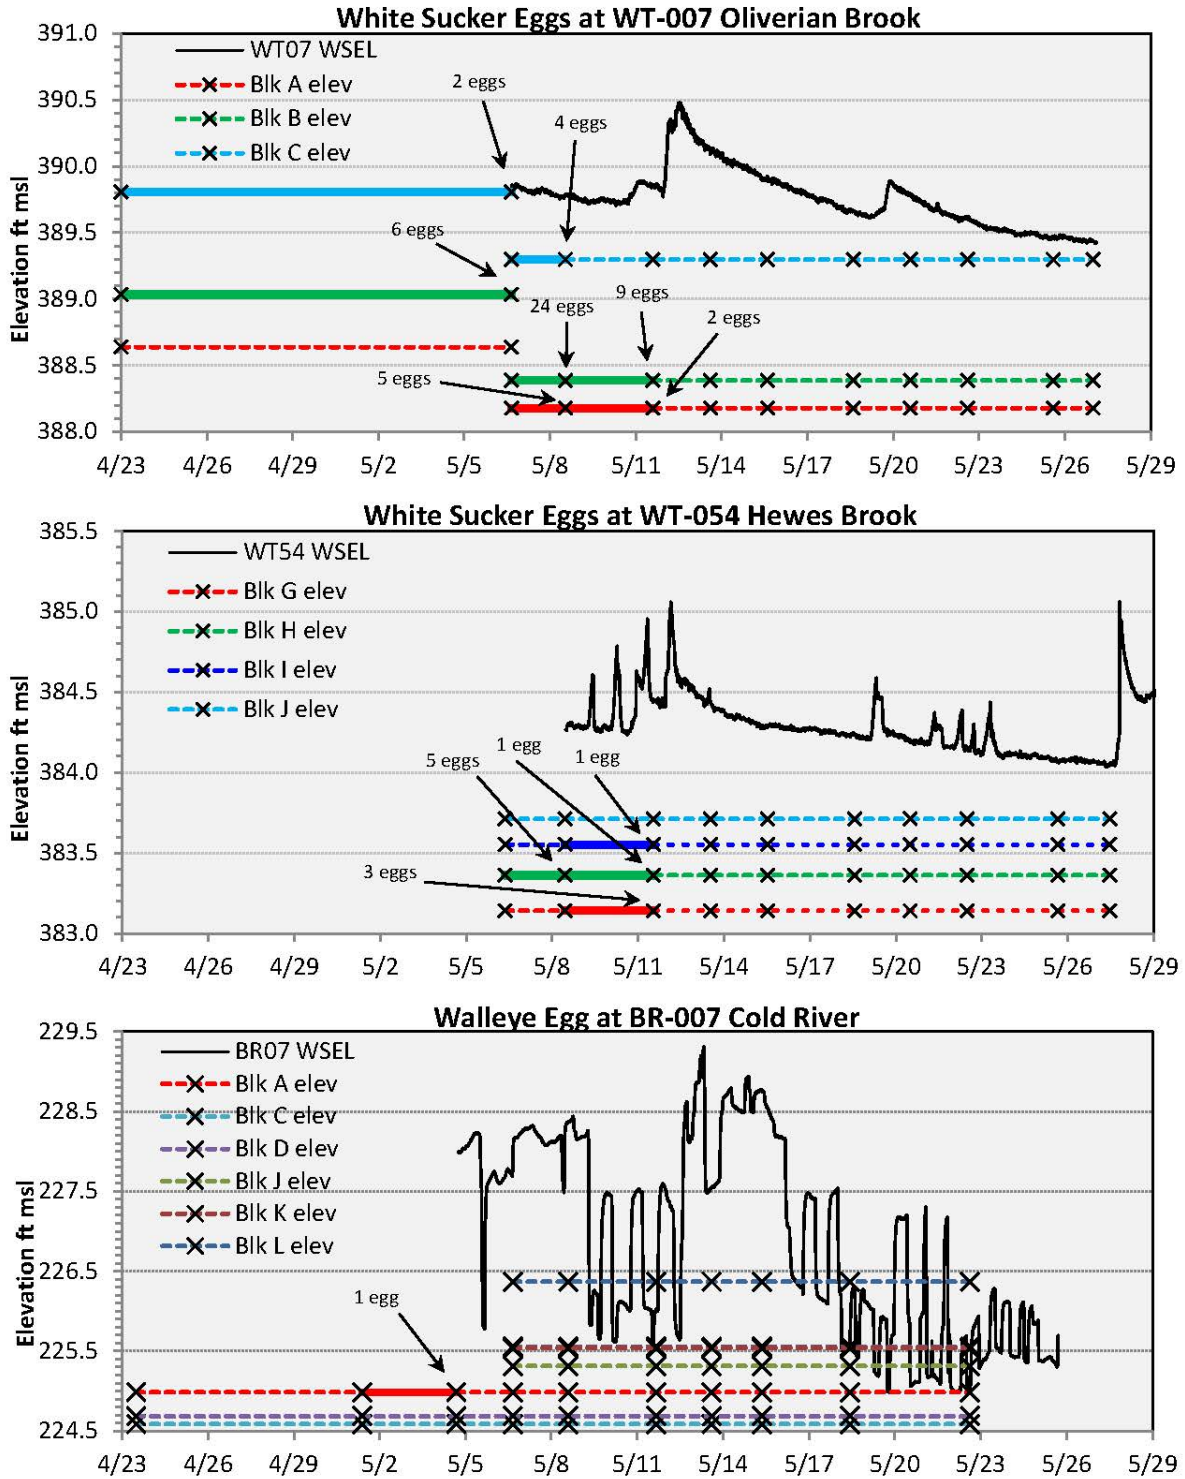 White Sucker Eggs at WT-007 Oliverian Brook
391.0
390.5
390.0
389.5
389.0
388.5
388.0
Elevation ft msl
WT07 WSEL
Blk A elev
Blk B elev
Blk C elev
2 eggs
4 eggs
6 eggs
24 eggs
9 eggs
2 eggs
5 eggs
4/23 4/26 4/29 5/2 5/5 5/8 5/11 5/14 5/17 5/20 5/23 5/26 5/29
White Sucker Eggs at WT-054 Hewes Brook
385.5
385.0
384.5
384.0
383.5
383.0
Elevation ft msl
WT54 WSEL
Blk G elev
Blk H elev
Blk I elev
Blk J elev
1 egg
5 eggs
1 egg
3 eggs
4/23 4/26 4/29 5/2 5/5 5/8 5/11 5/14 5/17 5/20 5/23 5/26 5/29
Walleye Egg at BR-007 Cold River
229.5
228.5
227.5
226.5
225.5
224.5
Elevation ft msl
BR07 WSEL
Blk A elev
Blk C elev
Blk D elev
Blk J elev
Blk K elev
Blk L elev
1 egg
4/23 4/26 4/29 5/2 5/5 5/8 5/11 5/14 5/17 5/20 5/23 5/26 5/29